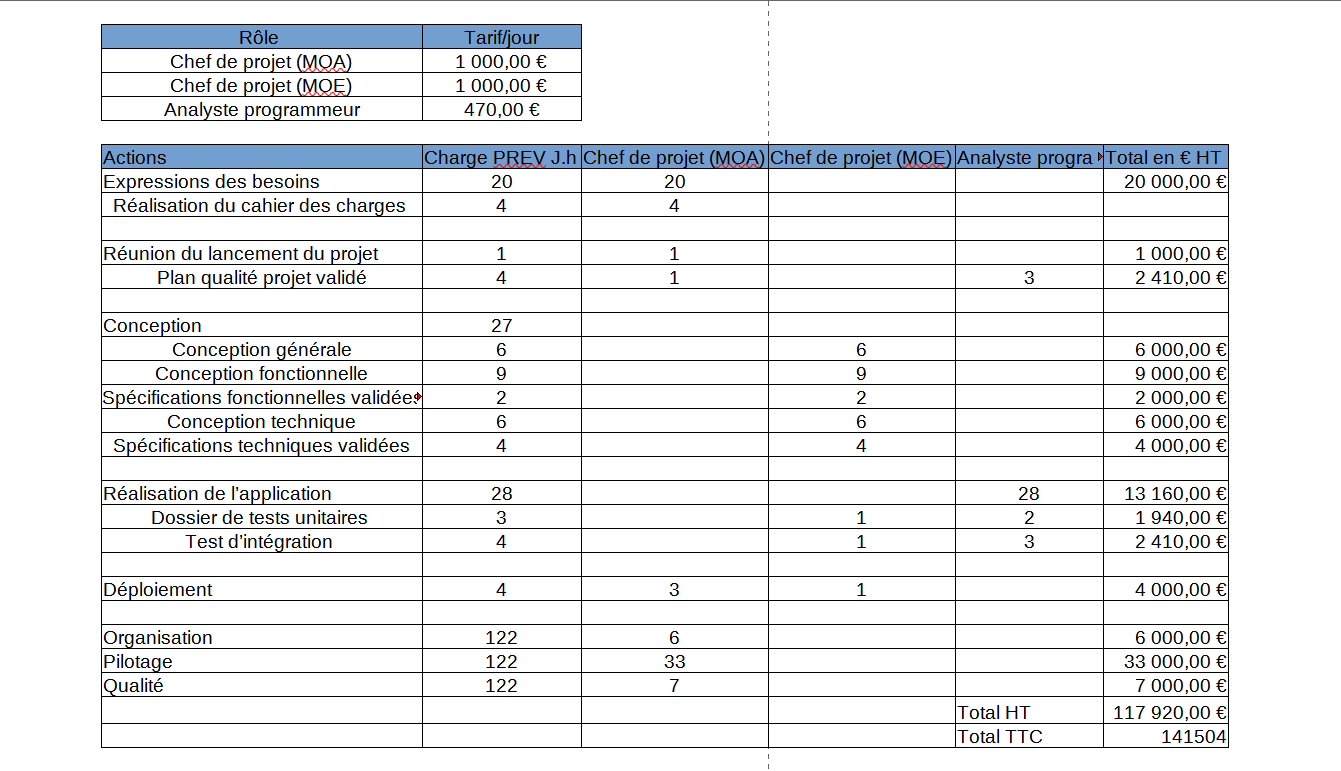 Rôle Tarif/jour
Chef de projet (MOA) 1 000,00 €
Chef de projet (MOE) 1 000,00 €
Analyste programmeur 470,00 €
Actions Charge PREV J.h Chef de projet (MOA) Chef de projet (MOE) Analyste progra Total en € HT
Expressions des besoins 20 20 20 000,00 €
Réalisation du cahier des charges 4 4
Réunion du lancement du projet 1 1 1 000,00 €
Plan qualité projet validé 4 1 3 2 410,00 €
Conception 27
Conception générale 6 6 6 000,00 €
Conception fonctionnelle 9 9 9 000,00 €
Spécifications fonctionnelles validées 2 2 2 000,00 €
Conception technique 6 6 6 000,00 €
Spécifications techniques validées 4 4 4 000,00 €
Réalisation de l’application 28 28 13 160,00 €
Dossier de tests unitaires 3 1 2 1 940,00 €
Test d’intégration 4 1 3 2 410,00 €
Déploiement 4 3 1 4 000,00 €
Organisation 122 6 6 000,00 €
Pilotage 122 33 33 000,00 €
Qualité 122 7 7 000,00 €
Total HT 117 920,00 €
Total TTC 141504